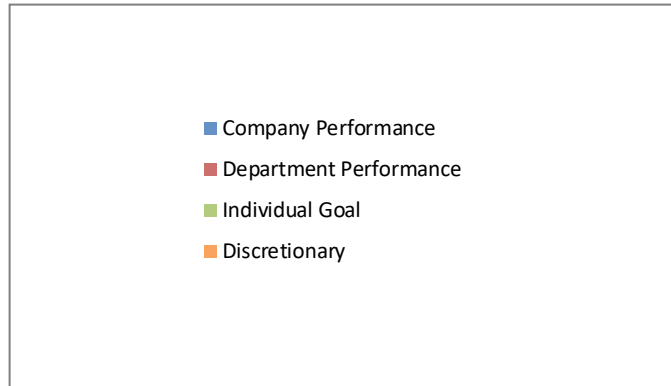 Company Performance
Department Performance
Individual Goal
Discretionary